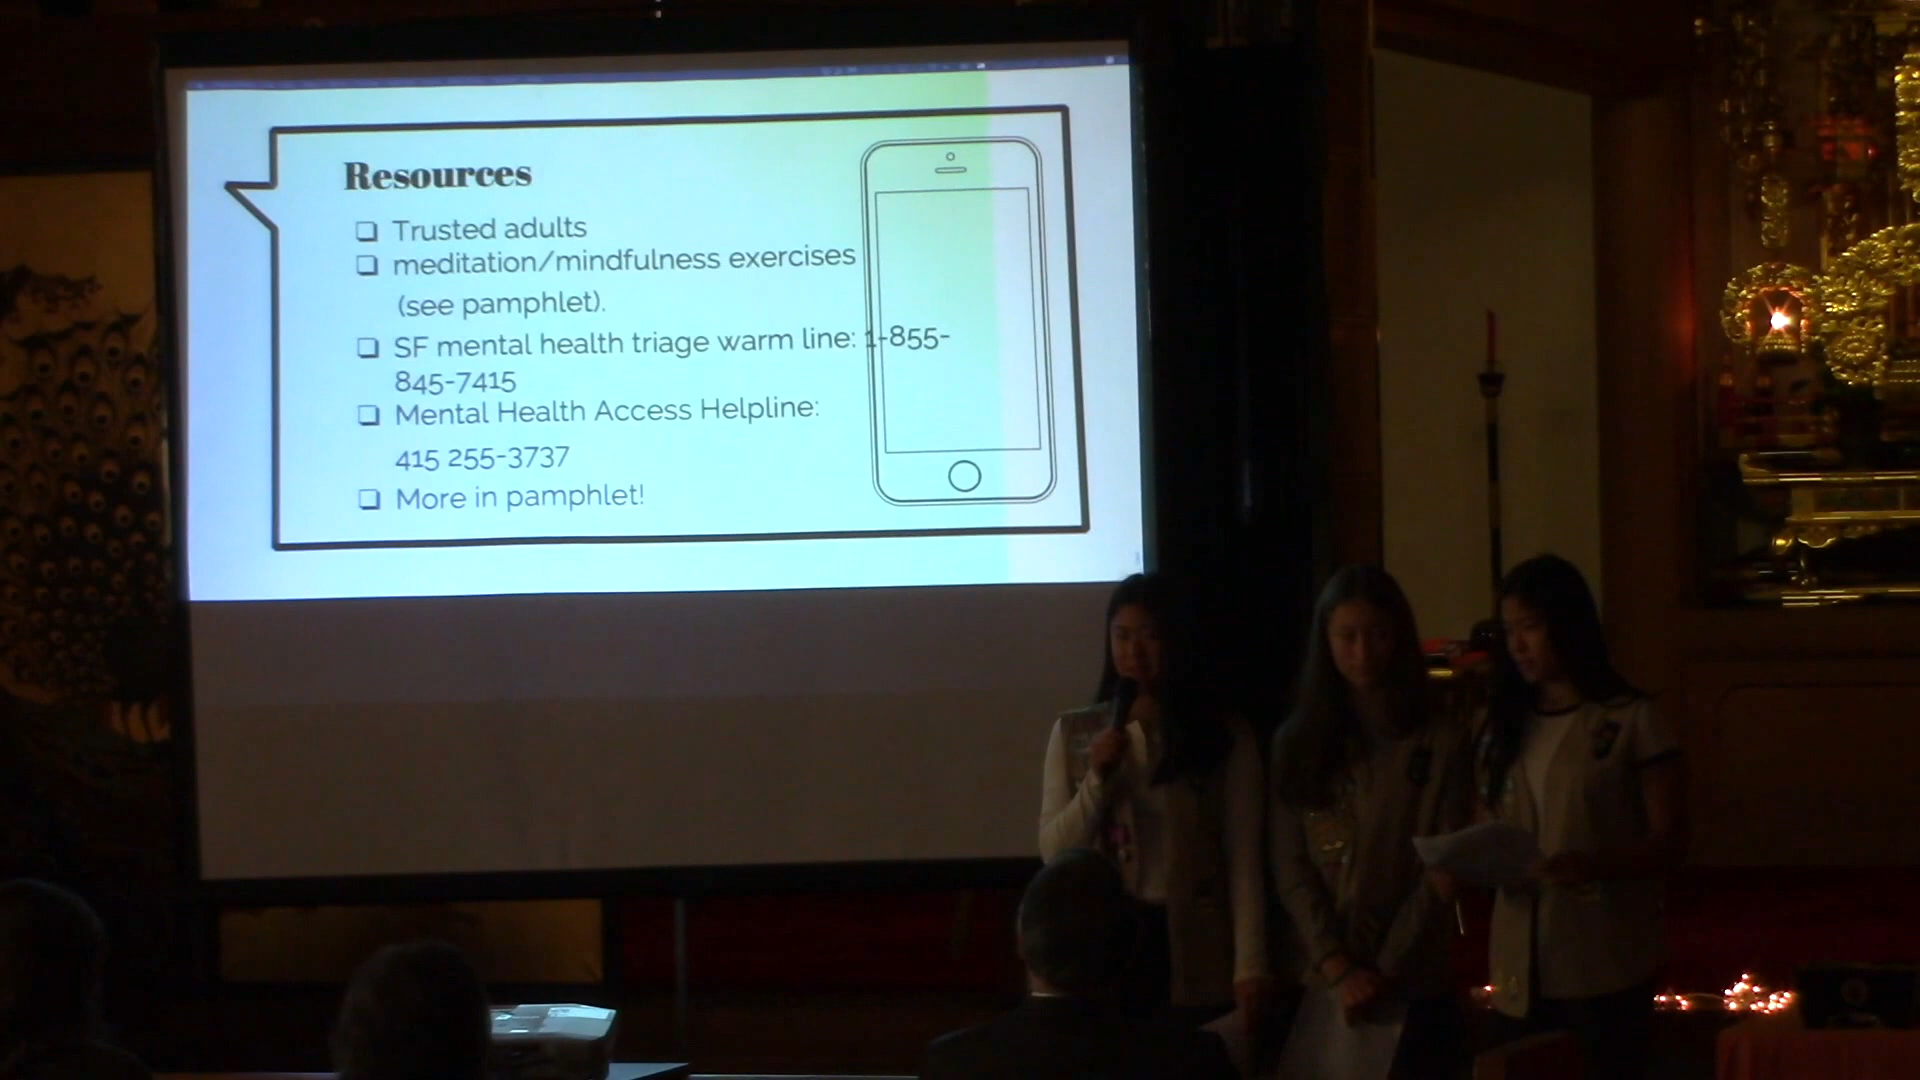 Resources
❑ Trusted adults
❑ meditation/mindfulness exercises
(see pamphlet).
❑ SF mental health triage warm line: 1-855-
845-7415
❑ Mental Health Access Helpline:
415 255-3737
❑ More in pamphlet!